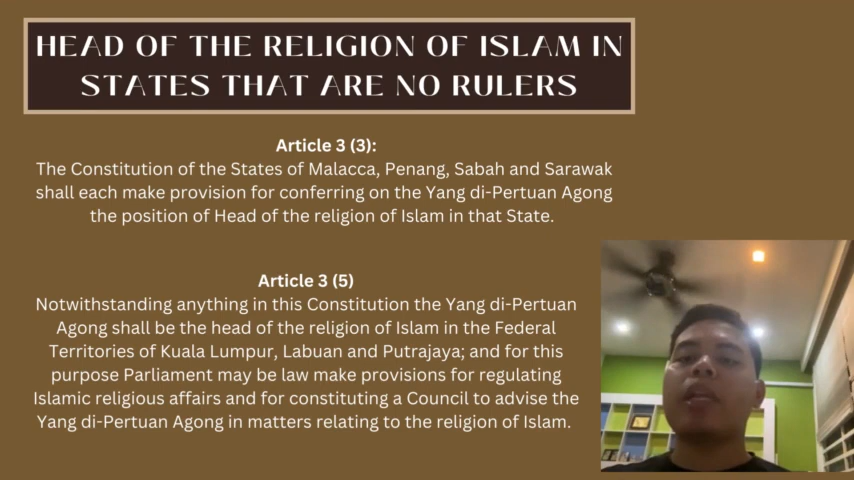 HEAD OF THE RELIGION OF ISLAM IN
STATES THAT ARE NO RULERS
Article 3 (3):
The Constitution of the States of Malacca, Penang, Sabah and Sarawak
shall each make provision for conferring on the Yang di-Pertuan Agong
the position of Head of the religion of Islam in that State.
Article 3 (5)
Notwithstanding anything in this Constitution the Yang di-Pertuan
Agong shall be the head of the religion of Islam in the Federal
Territories of Kuala Lumpur, Labuan and Putrajaya; and for this
purpose Parliament may be law make provisions for regulating
Islamic religious affairs and for constituting a Council to advise the
Yang di-Pertuan Agong in matters relating to the religion of Islam.